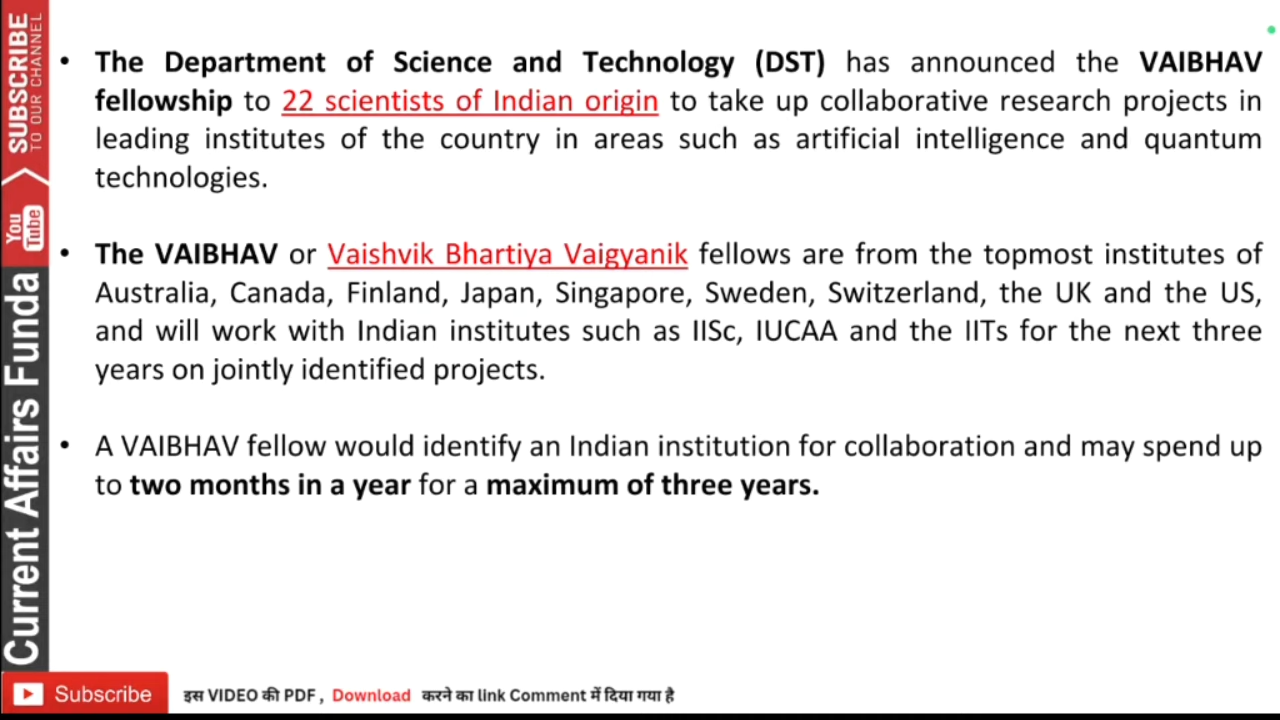 • The Department of Science and Technology (DST) has announced the VAIBHAV
fellowship to 22 scientists of Indian origin to take up collaborative research projects in
leading institutes of the country in areas such as artificial intelligence and quantum
technologies.
• The VAIBHAV or Vaishvik Bhartiya Vaigyanik fellows are from the topmost institutes of
Australia, Canada, Finland, Japan, Singapore, Sweden, Switzerland, the UK and the US,
and will work with Indian institutes such as IISc, IUCAA and the IITs for the next three
years on jointly identified projects.
• A VAIBHAV fellow would identify an Indian institution for collaboration and may spend up
to two months in a year for a maximum of three years.
SUBSCRIBE
TO OUR CHANNEL
You
Tube
Current Affairs Funda
Subscribe
इस VIDEO की PDF , Download करने का link Comment में दिया गया है